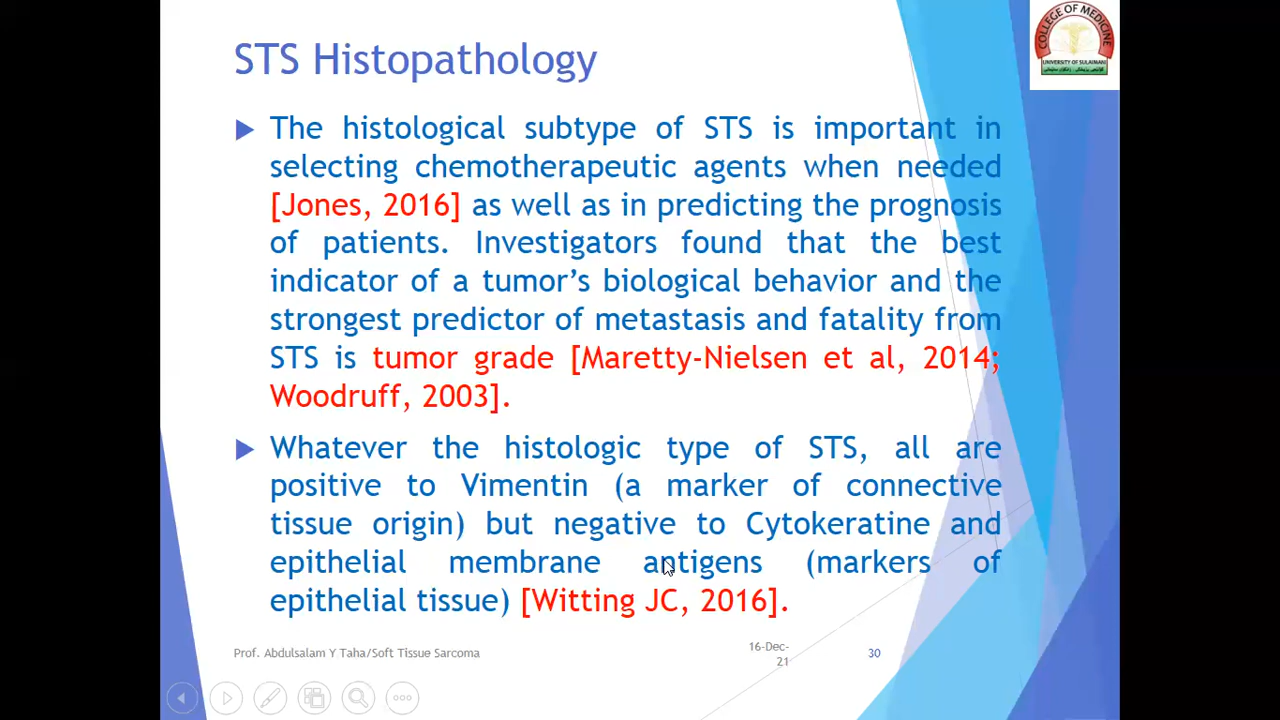 STS Histopathology
COLLEGE OF MEDICINE
UNIVERSITY OF SULAIMANI
The histological subtype of STS is important in
selecting chemotherapeutic agents when needed
[Jones, 2016] as well as in predicting the prognosis
of patients. Investigators found that the best
indicator of a tumor’s biological behavior and the
strongest predictor of metastasis and fatality from
STS is tumor grade [Maretty-Nielsen et al, 2014;
Woodruff, 2003].
Whatever the histologic type of STS, all are
positive to Vimentin (a marker of connective
tissue origin) but negative to Cytokeratine and
epithelial membrane antigens (markers of
epithelial tissue) [Witting JC, 2016].
Prof. Abdulsalam Y Taha/Soft Tissue Sarcoma
16-Dec-
21
30